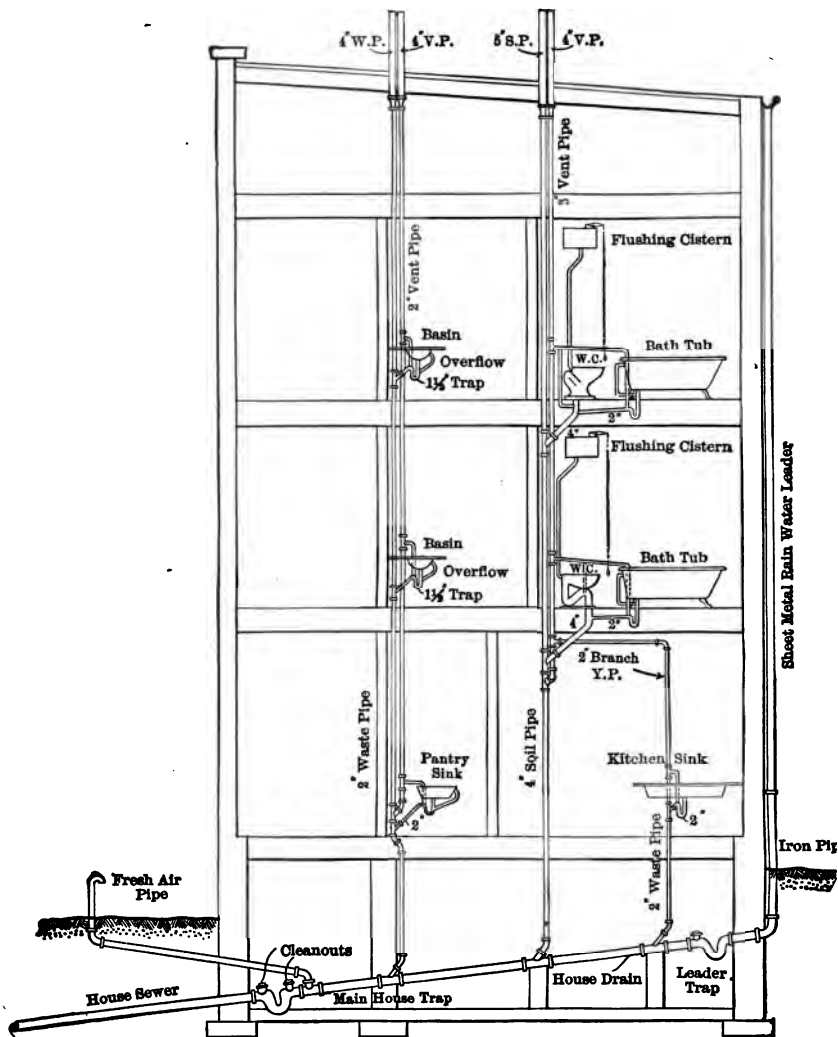 4" W.P.
4" V.P.
5" S.P.
4" V.P.
3" Vent Pipe
2" Vent Pipe
Flushing Cistern
Basin
Overflow
1½" Trap
W.C.
Bath Tub
2"
4"
Flushing Cistern
Basin
Overflow
1½" Trap
W.C.
Bath Tub
4"
2"
Sheet Metal Rain Water Leader
2" Branch
Y.P.
2" Waste Pipe
4" Soil Pipe
Pantry
Sink
2"
Kitchen Sink
2"
2" Waste Pipe
Iron Pip
Fresh Air
Pipe
Cleanouts
House Sewer
Main House Trap
House Drain
Leader
Trap